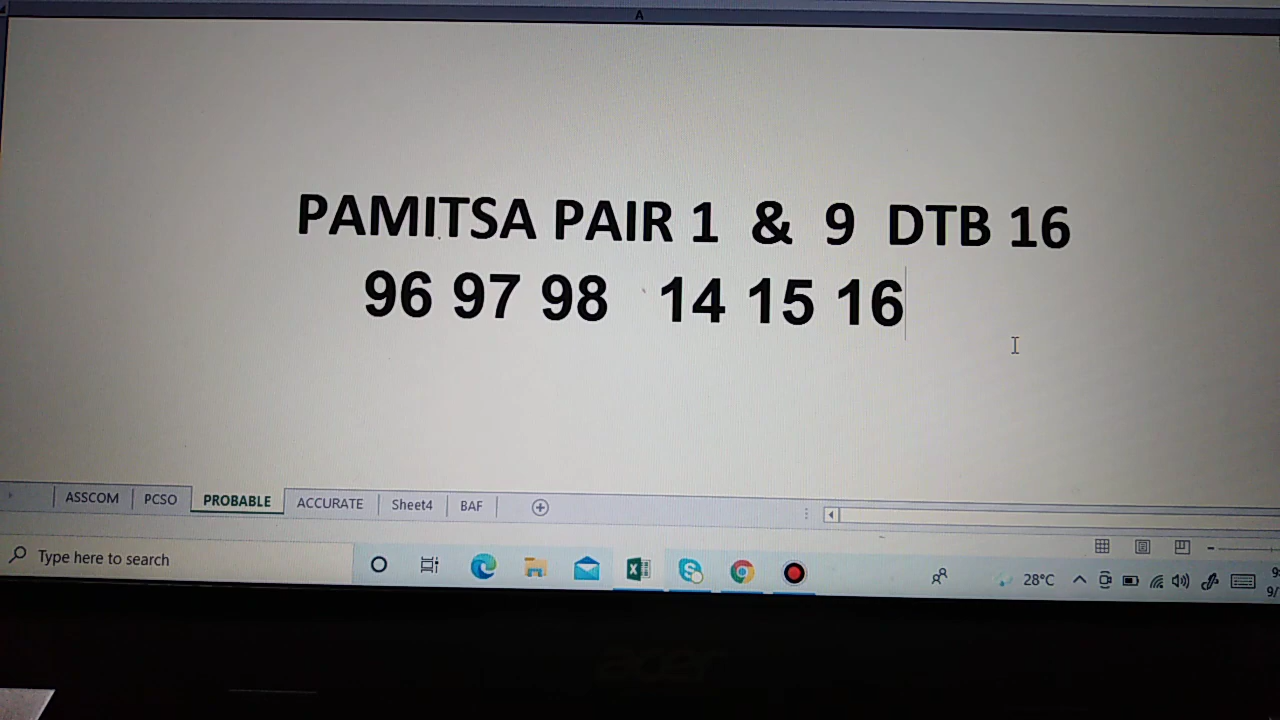 A
PAMITSA PAIR 1 & 9 DTB 16
96 97 98 14 15 16
ASSCOM PCSO PROBABLE ACCURATE Sheet4 BAF
Type here to search
28°C
acer